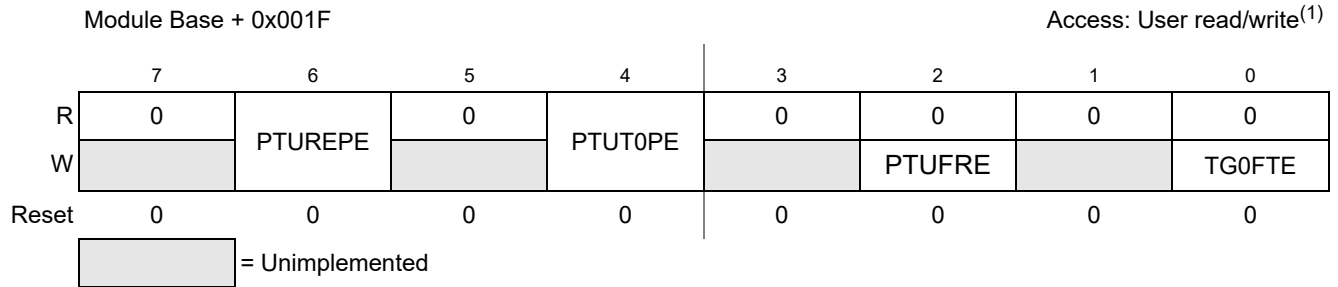 Module Base + 0x001F Access: User read/write(1)
7 6 5 4 3 2 1 0
R 0 PTUREPE 0 PTUT0PE 0 0 0 0
W PTUFRE TG0FTE
Reset 0 0 0 0 0 0 0 0
= Unimplemented